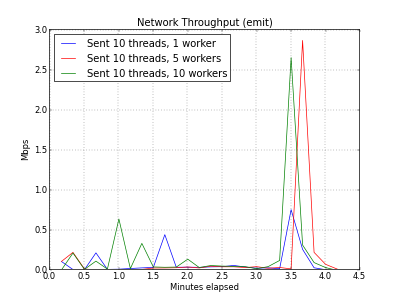 Network Throughput (emit)
3.0
2.5
2.0
1.5
1.0
0.5
0.0
Mbps
Sent 10 threads, 1 worker
Sent 10 threads, 5 workers
Sent 10 threads, 10 workers
0.0 0.5 1.0 1.5 2.0 2.5 3.0 3.5 4.0 4.5
Minutes elapsed